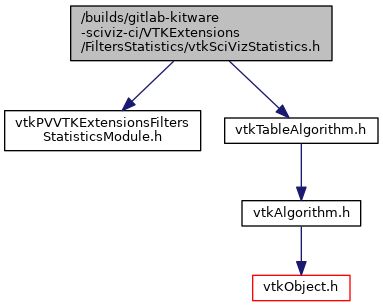 /builds/gitlab-kitware
-sciviz-ci/VTKExtensions
/FiltersStatistics/vtkSciVizStatistics.h
vtkPVVTKExtensionsFilters
StatisticsModule.h
vtkTableAlgorithm.h
vtkAlgorithm.h
vtkObject.h